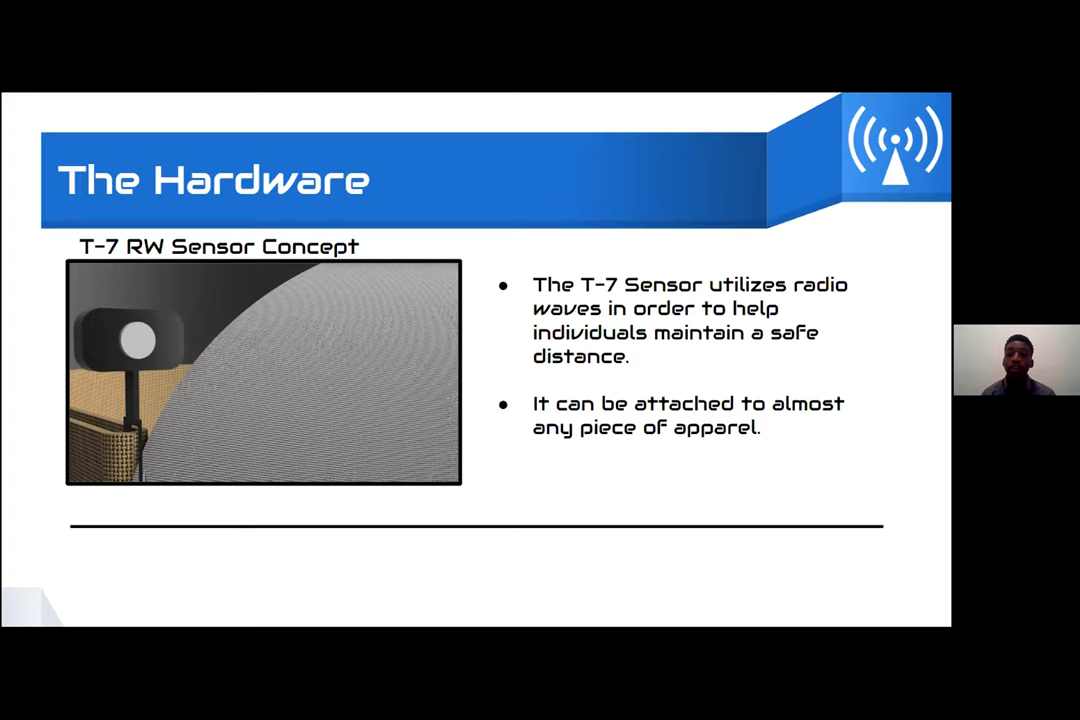 The Hardware
T-7 RW Sensor Concept
The T-7 Sensor utilizes radio
waves in order to help
individuals maintain a safe
distance.
It can be attached to almost
any piece of apparel.